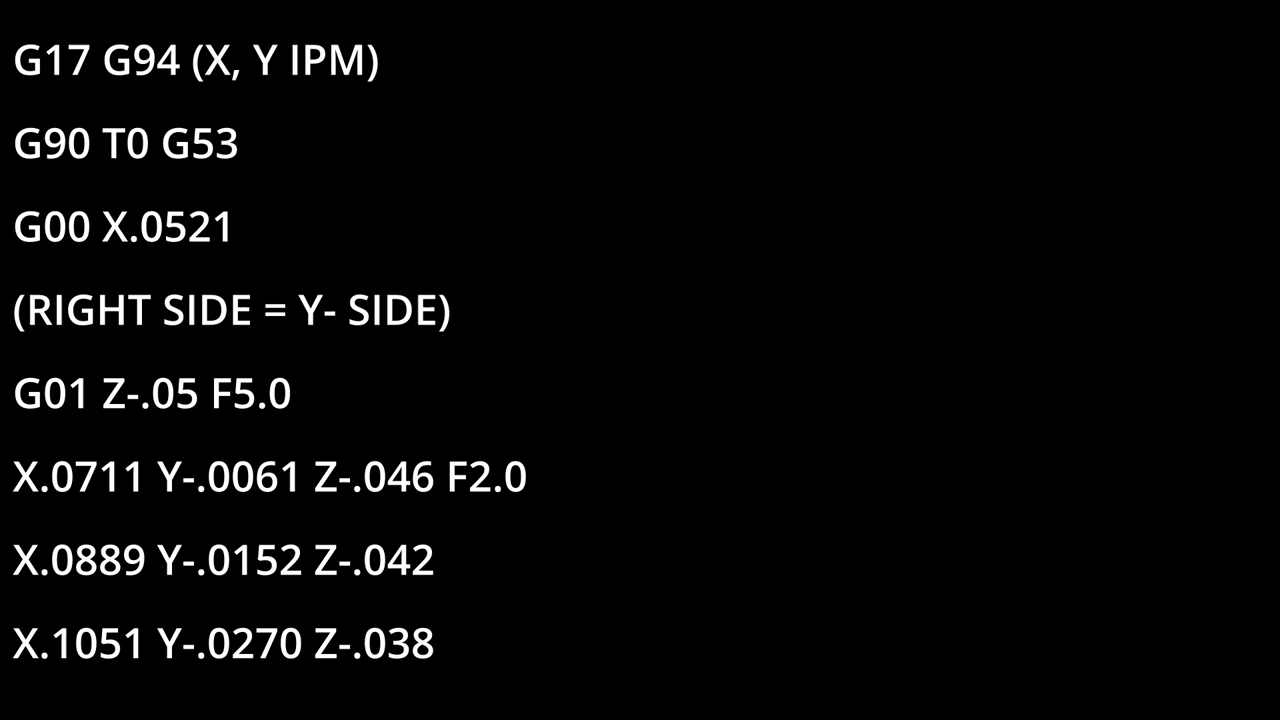 G17 G94 (X, Y IPM)
G90 T0 G53
G00 X.0521
(RIGHT SIDE = Y- SIDE)
G01 Z-.05 F5.0
X.0711 Y-.0061 Z-.046 F2.0
X.0889 Y-.0152 Z-.042
X.1051 Y-.0270 Z-.038